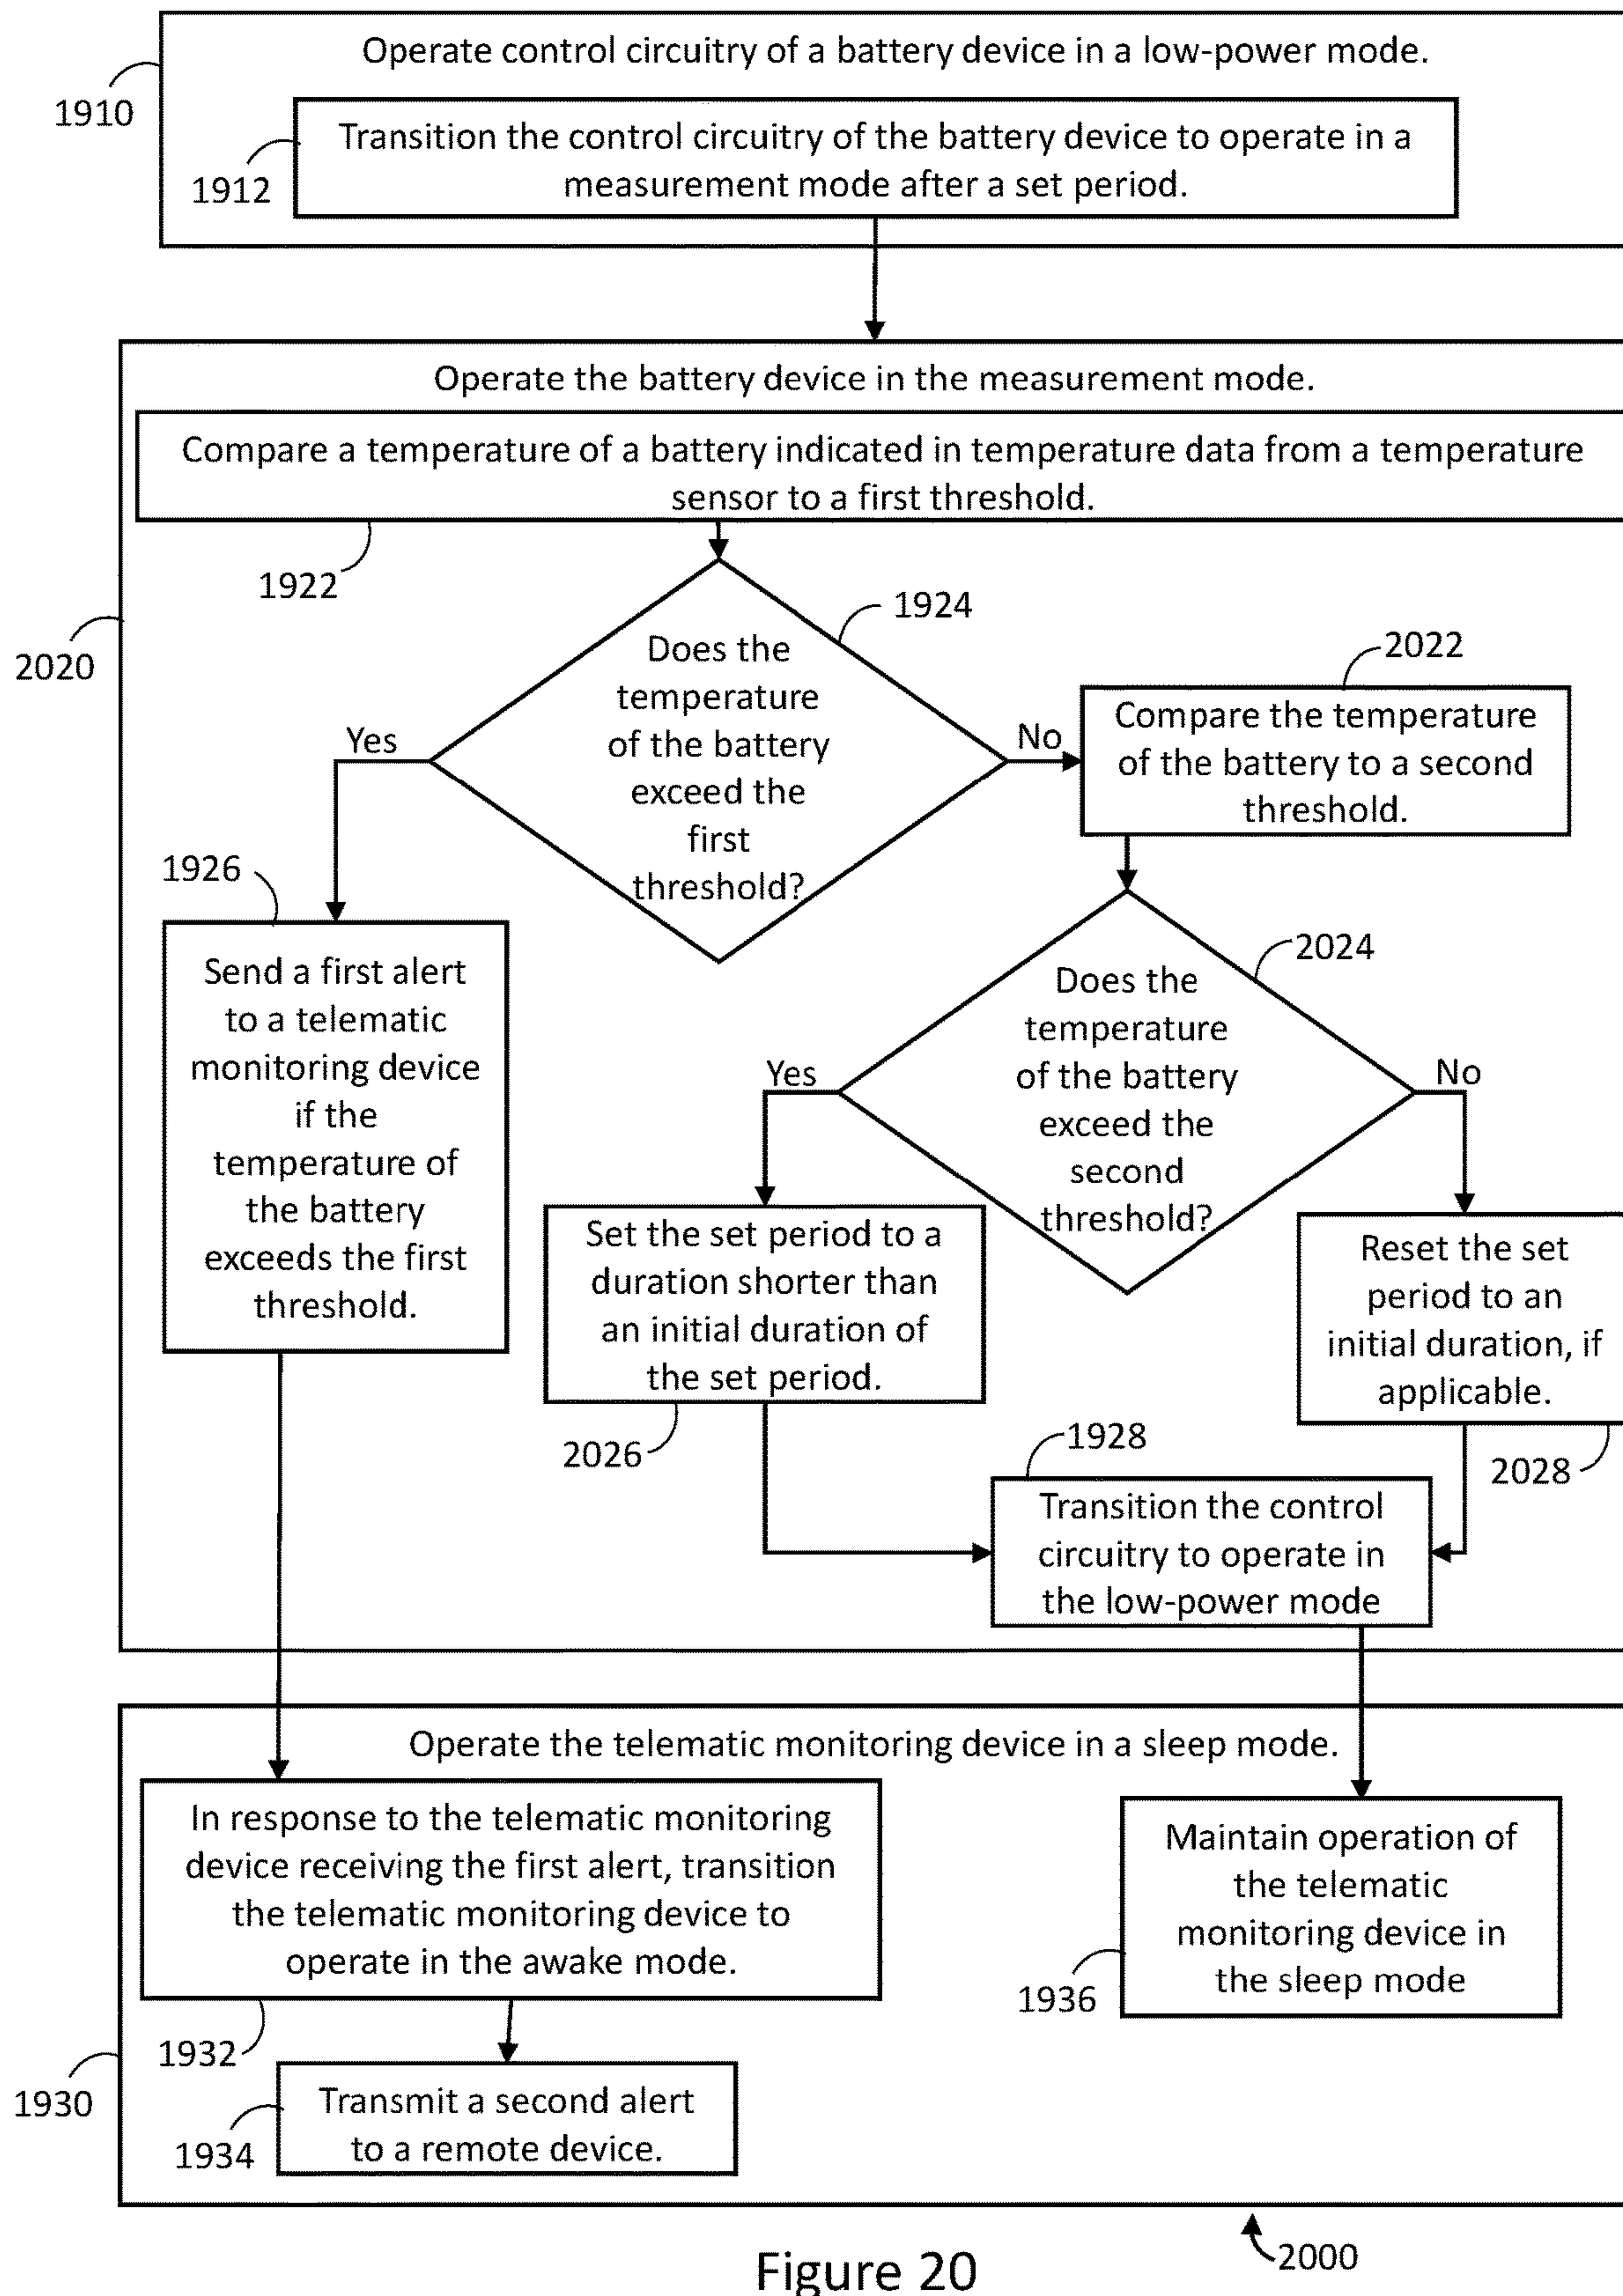 Operate control circuitry of a battery device in a low-power mode.
1910
Transition the control circuitry of the battery device to operate in a
measurement mode after a set period.
1912
Operate the battery device in the measurement mode.
Compare a temperature of a battery indicated in temperature data from a temperature
sensor to a first threshold.
1922
1924
2020
Does the
temperature
of the battery
exceed the
first
threshold?
Yes
No
2022
Compare the temperature
of the battery to a second
threshold.
1926
Send a first alert
to a telematic
monitoring device
if the
temperature of
the battery
exceeds the first
threshold.
2024
Does the
temperature
of the battery
exceed the
second
threshold?
Yes
No
Set the set period to a
duration shorter than
an initial duration of
the set period.
2026
Reset the set
period to an
initial duration, if
applicable.
2028
1928
Transition the control
circuitry to operate in
the low-power mode
Operate the telematic monitoring device in a sleep mode.
In response to the telematic monitoring
device receiving the first alert, transition
the telematic monitoring device to
operate in the awake mode.
1932
Maintain operation of
the telematic
monitoring device in
the sleep mode
1936
1930
Transmit a second alert
to a remote device.
1934
2000
Figure 20